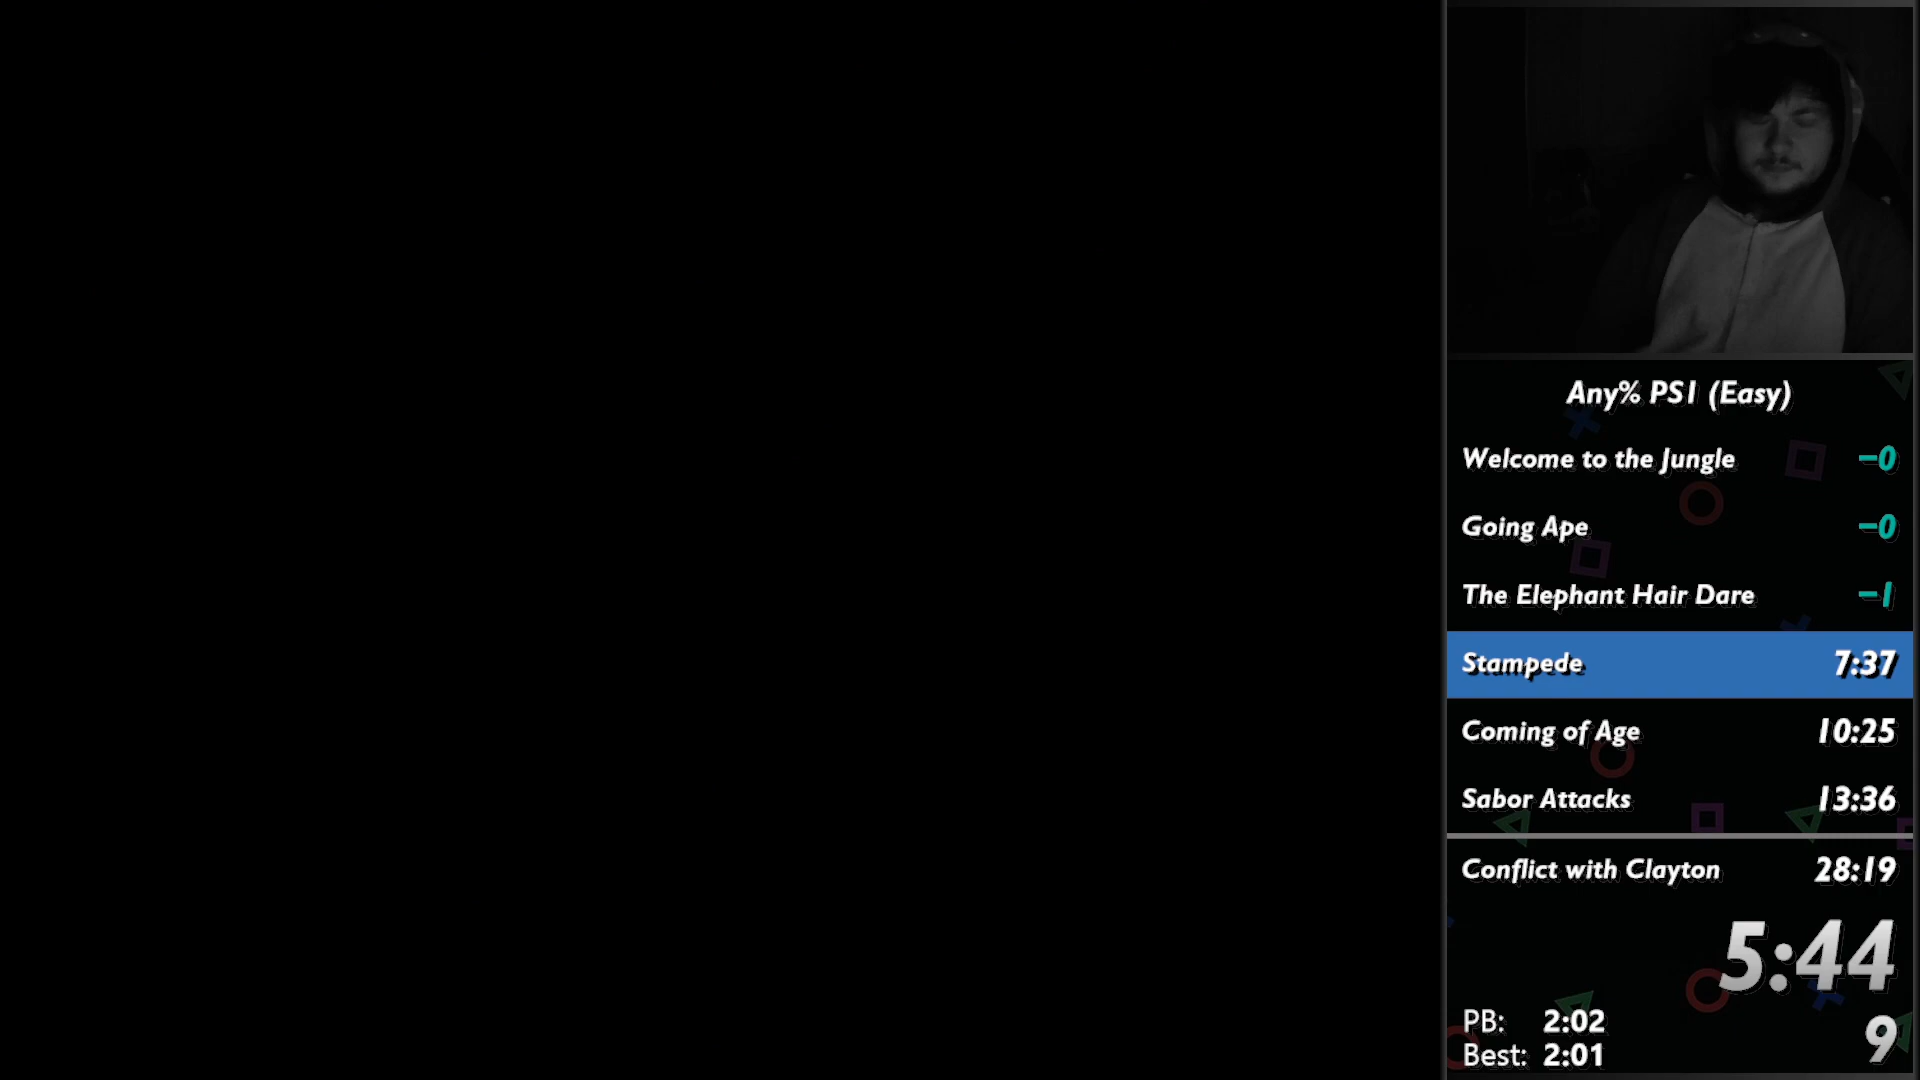 Any% PS1 (Easy)
Welcome to the Jungle −0
Going Ape −0
The Elephant Hair Dare −1
Stampede 7:37
Coming of Age 10:25
Sabor Attacks 13:36
Conflict with Clayton 28:19
5:44
PB: 2:02
Best: 2:01
9